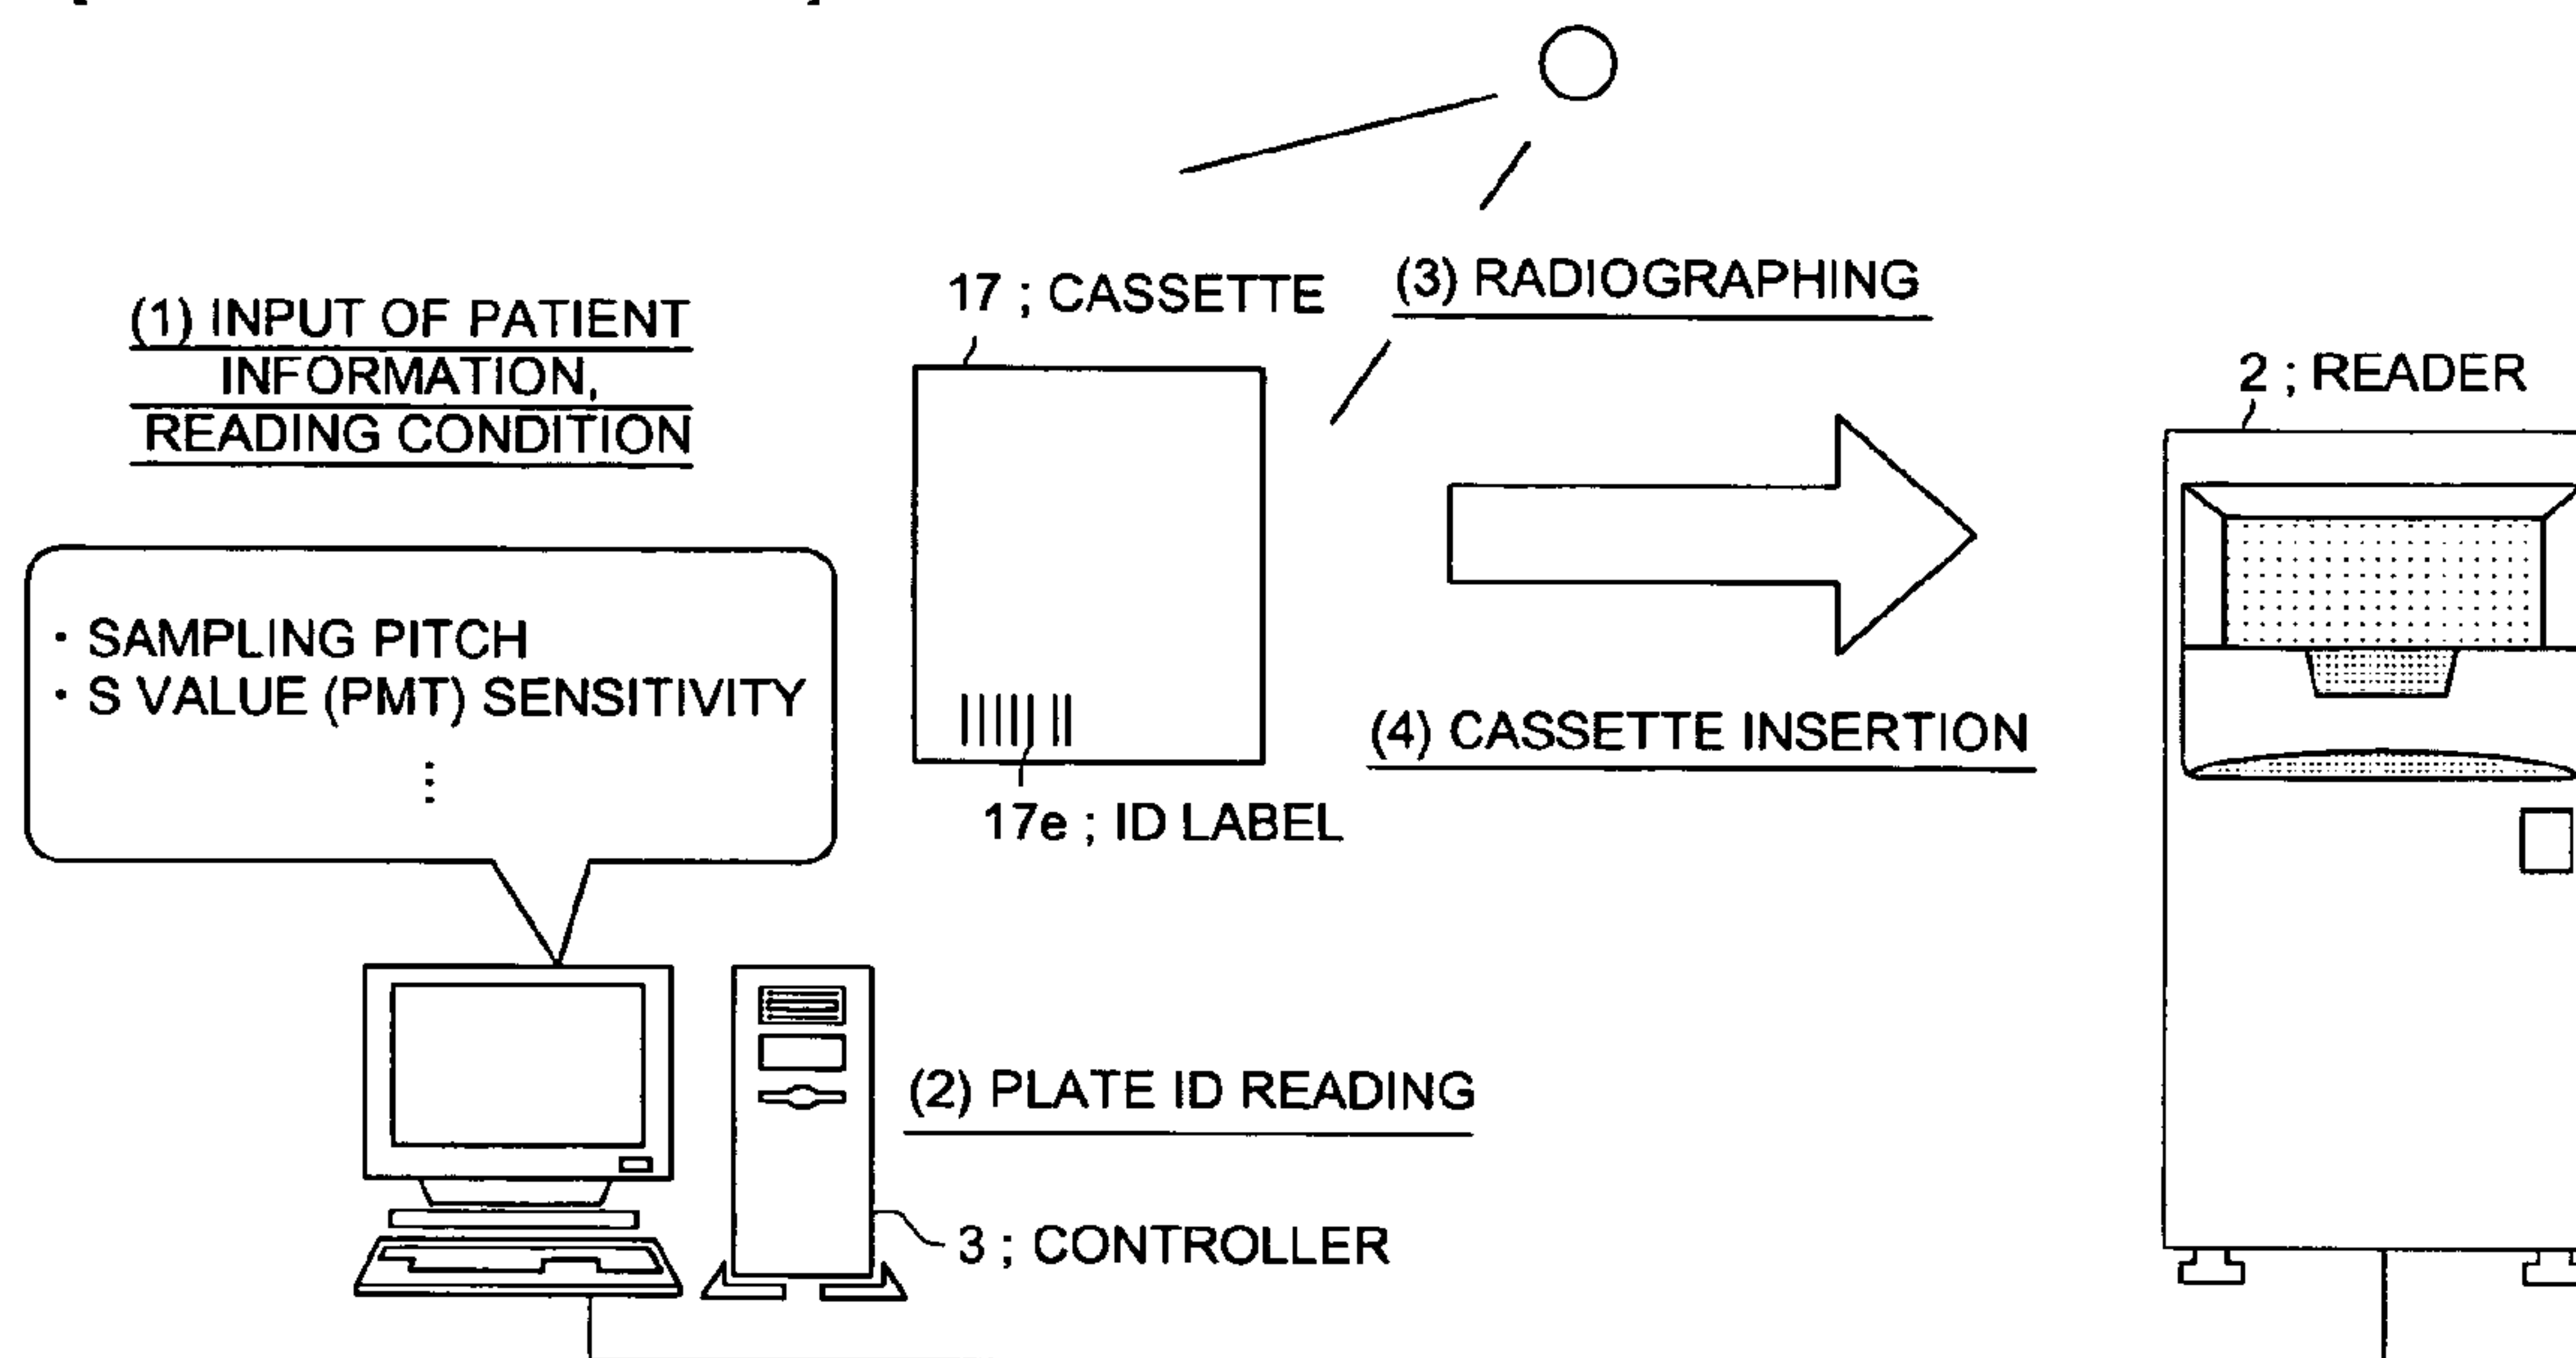 (1) INPUT OF PATIENT
INFORMATION,
READING CONDITION
· SAMPLING PITCH
· S VALUE (PMT) SENSITIVITY
⋮
17 ; CASSETTE
17e ; ID LABEL
(3) RADIOGRAPHING
(4) CASSETTE INSERTION
2 ; READER
(2) PLATE ID READING
3 ; CONTROLLER